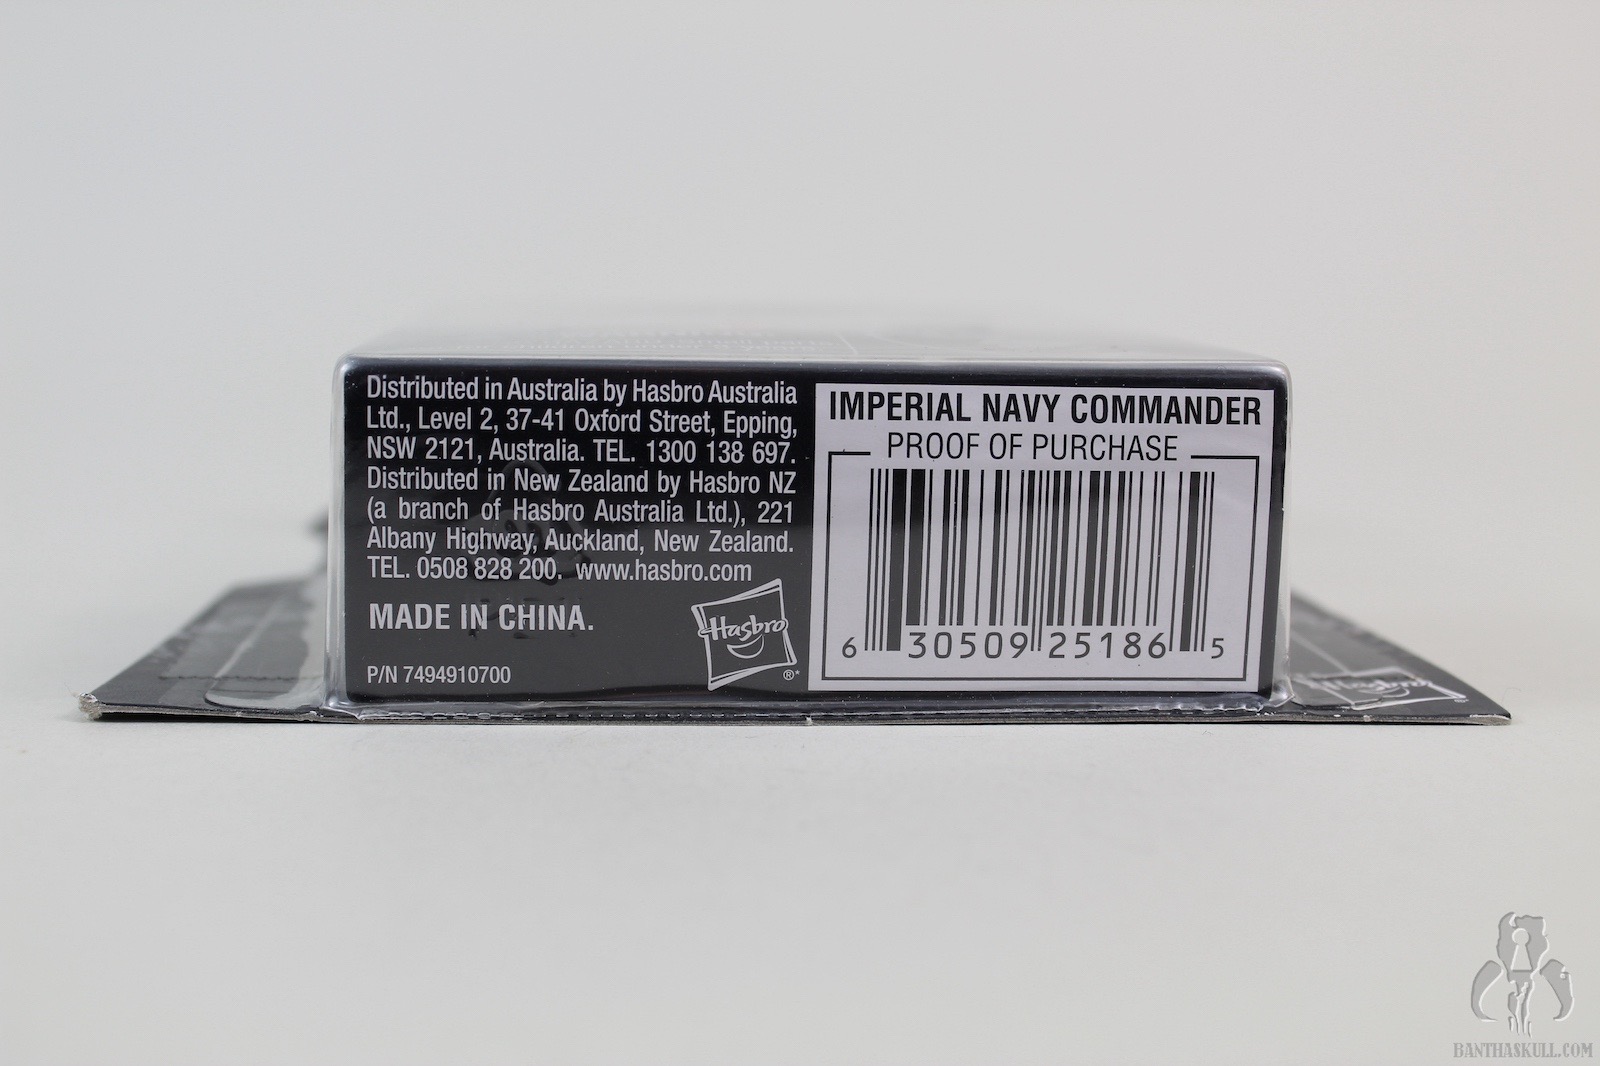 Distributed in Australia by Hasbro Australia
Ltd., Level 2, 37-41 Oxford Street, Epping,
NSW 2121, Australia. TEL. 1300 138 697.
Distributed in New Zealand by Hasbro NZ
(a branch of Hasbro Australia Ltd.), 221
Albany Highway, Auckland, New Zealand.
TEL. 0508 828 200. www.hasbro.com
MADE IN CHINA.
Hasbro
®*
P/N 7494910700
IMPERIAL NAVY COMMANDER
PROOF OF PURCHASE
6 30509 25186 5
BANTHASKULL.COM